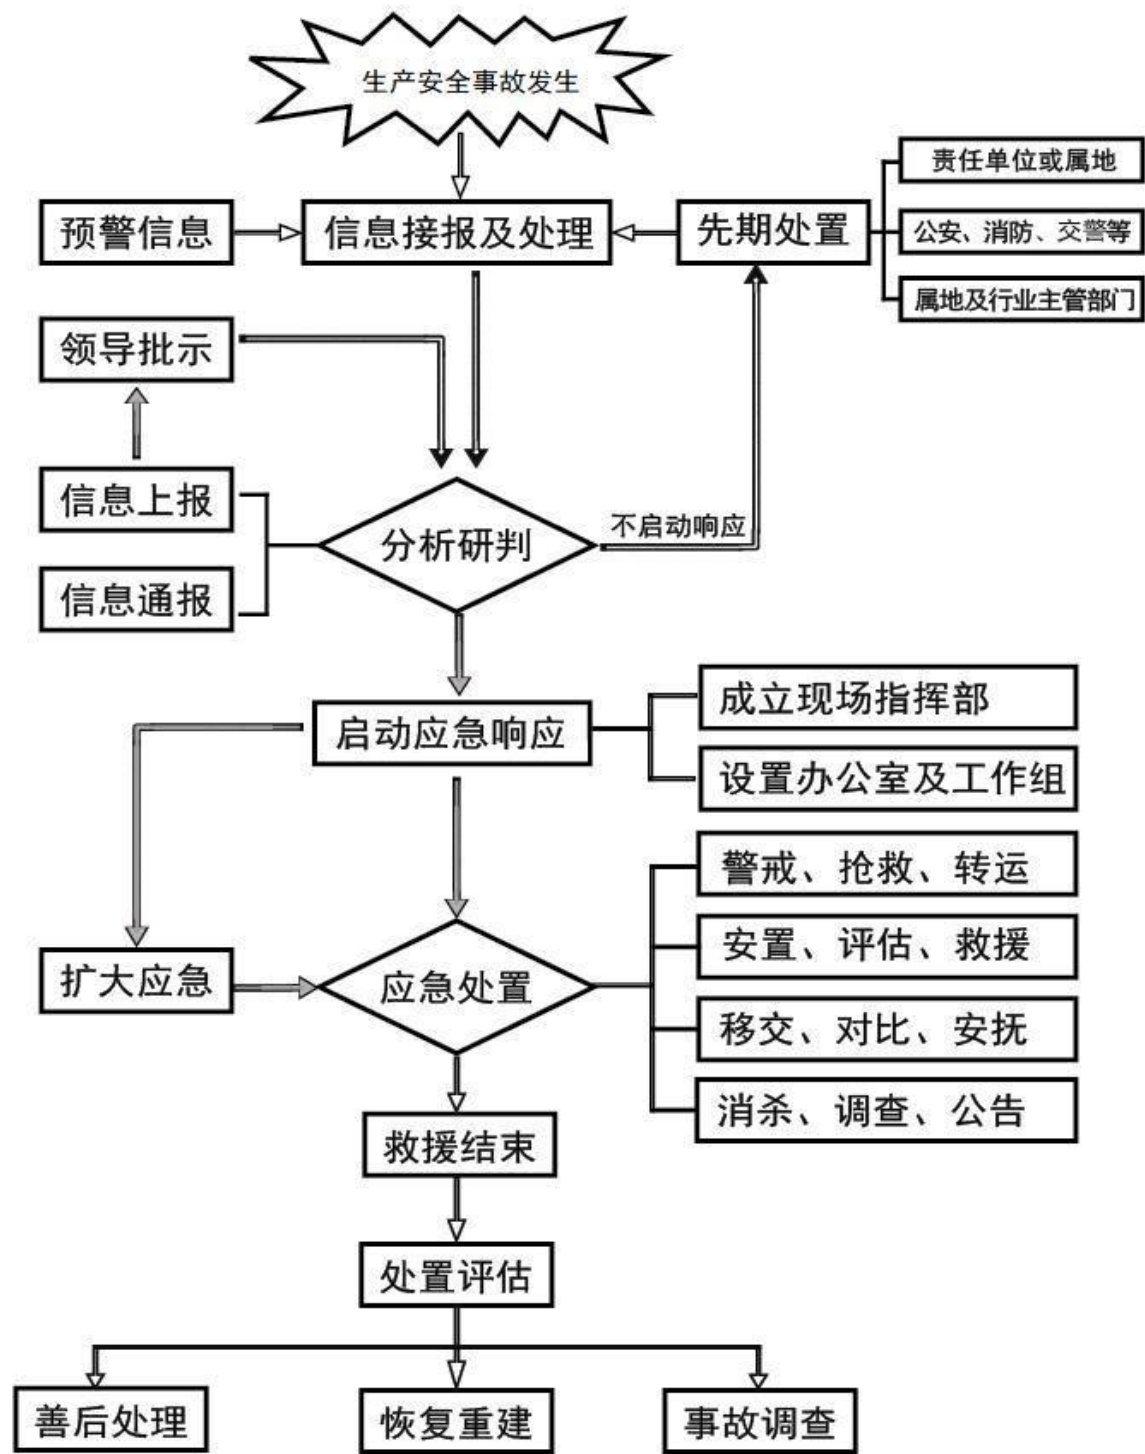 生产安全事故发生
责任单位或属地
预警信息
信息接报及处理
先期处置
公安、消防、交警等
属地及行业主管部门
领导批示
信息上报
分析研判
不启动响应
信息通报
启动应急响应
成立现场指挥部
设置办公室及工作组
警戒、抢救、转运
安置、评估、救援
扩大应急
应急处置
移交、对比、安抚
消杀、调查、公告
救援结束
处置评估
善后处理
恢复重建
事故调查